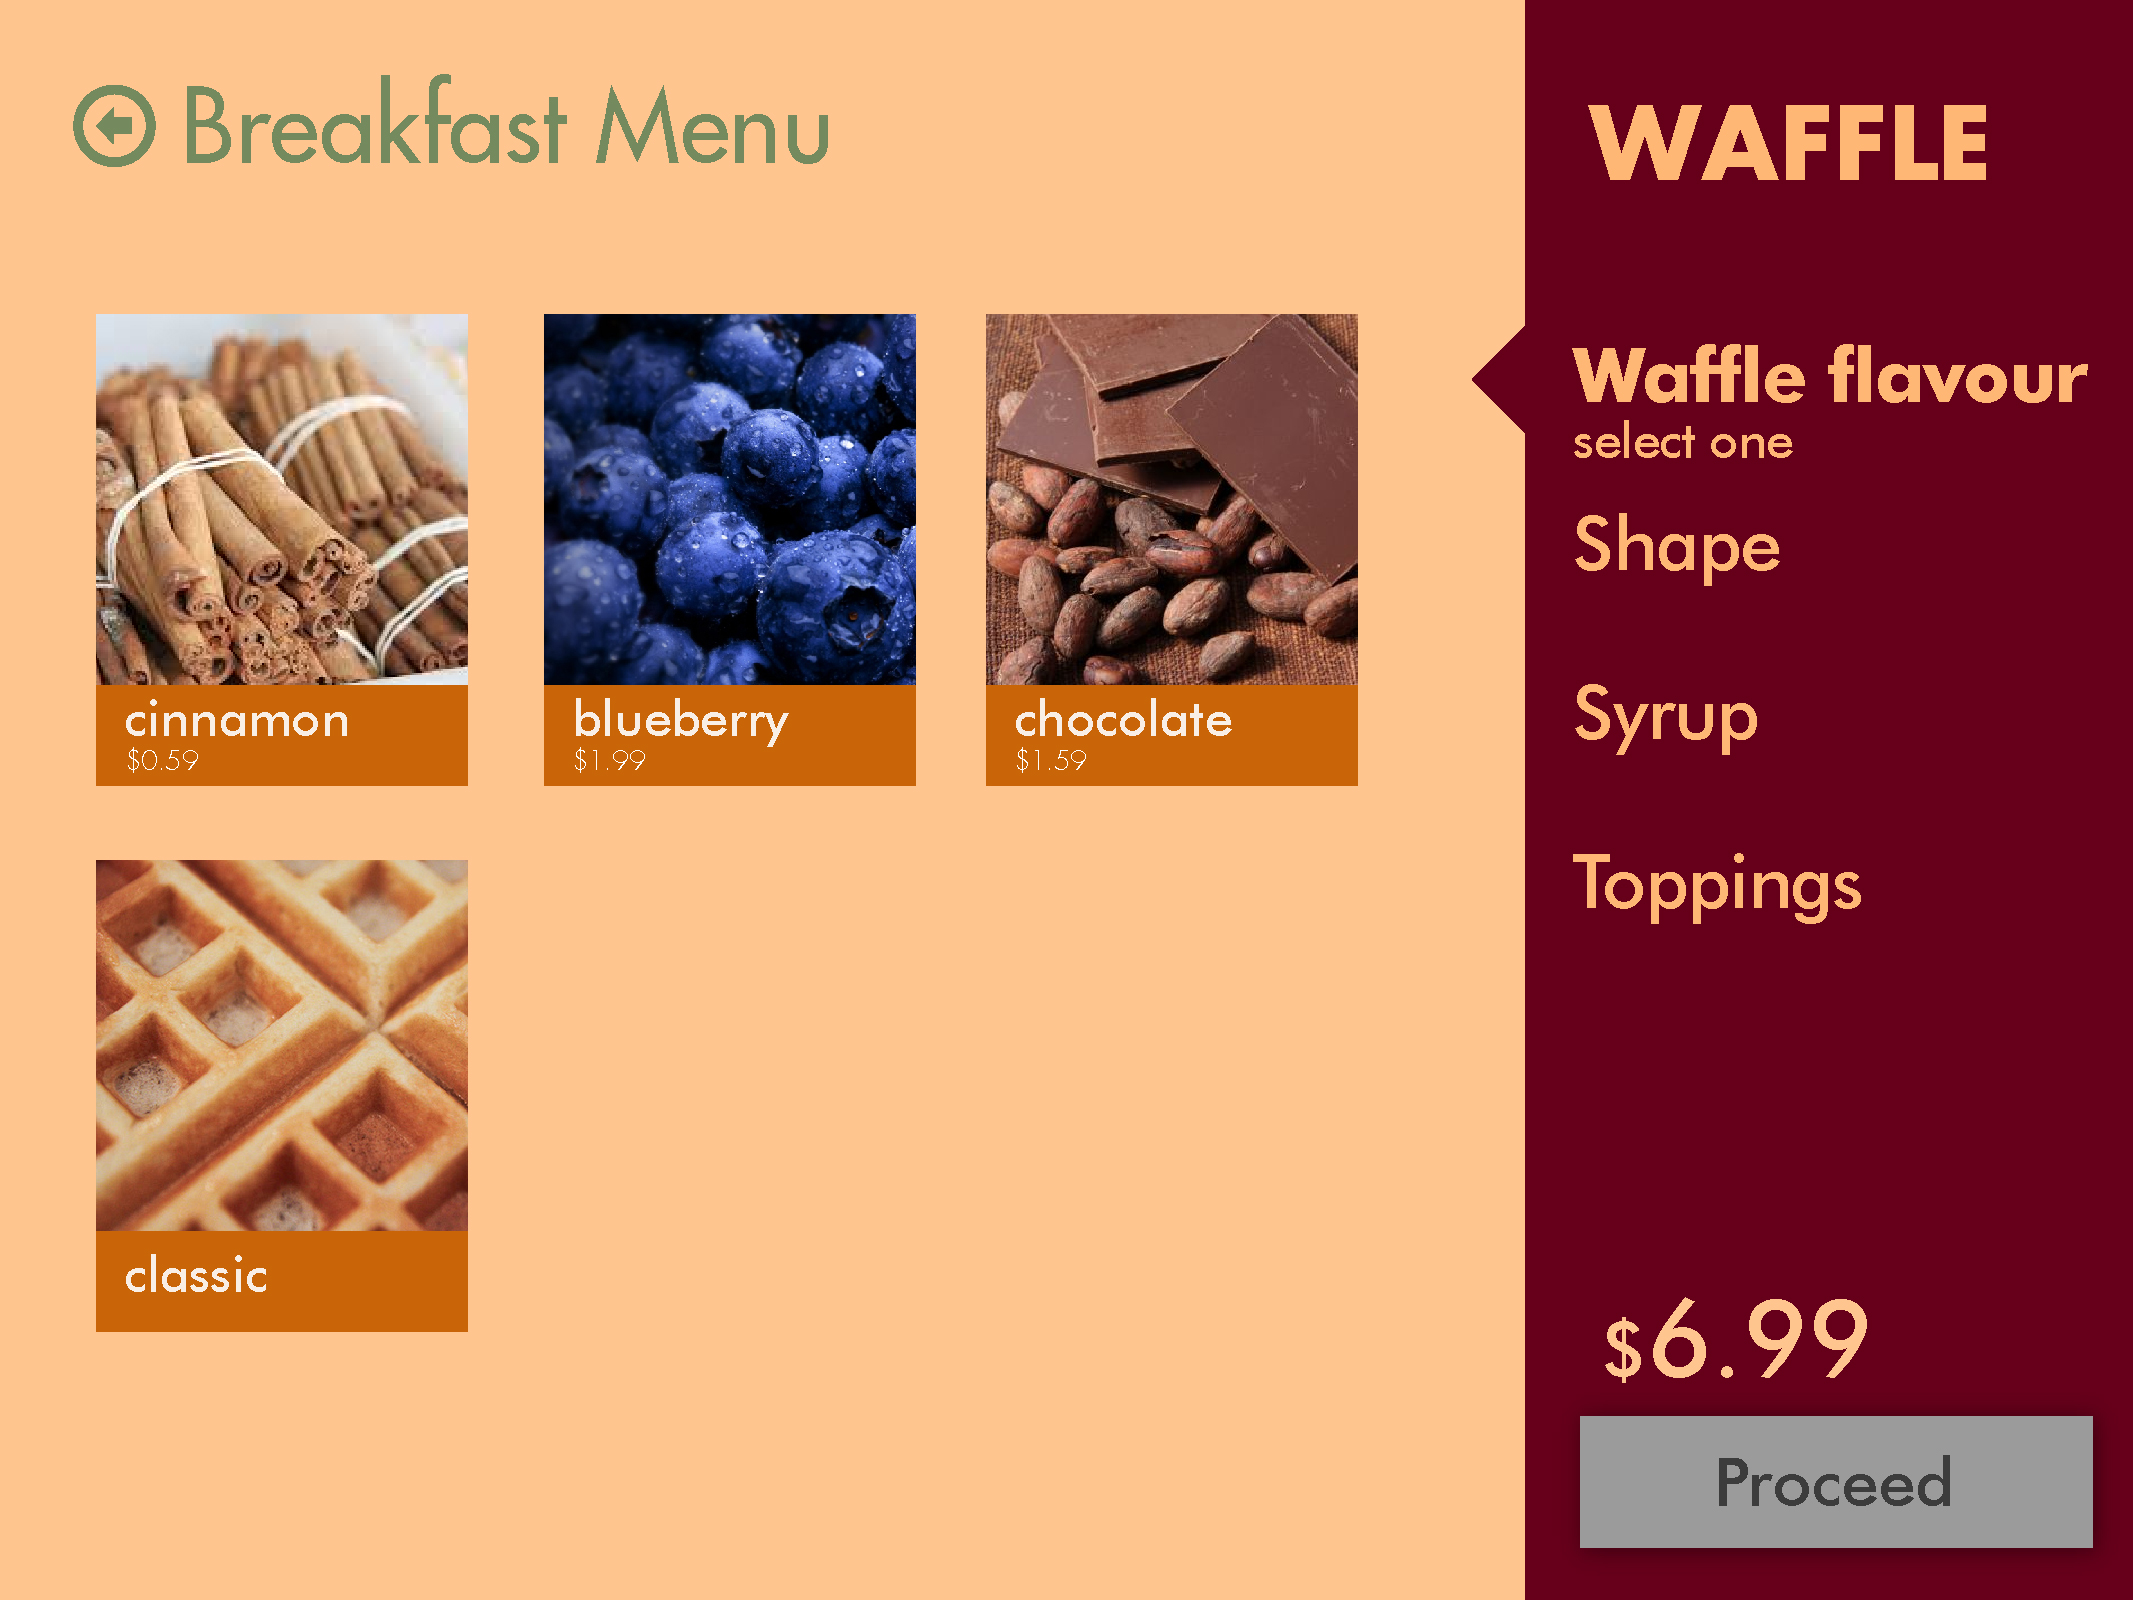 Breakfast Menu
cinnamon
$0.59
blueberry
$1.99
chocolate
$1.59
classic
WAFFLE
Waffle flavour
select one
Shape
Syrup
Toppings
$6.99
Proceed